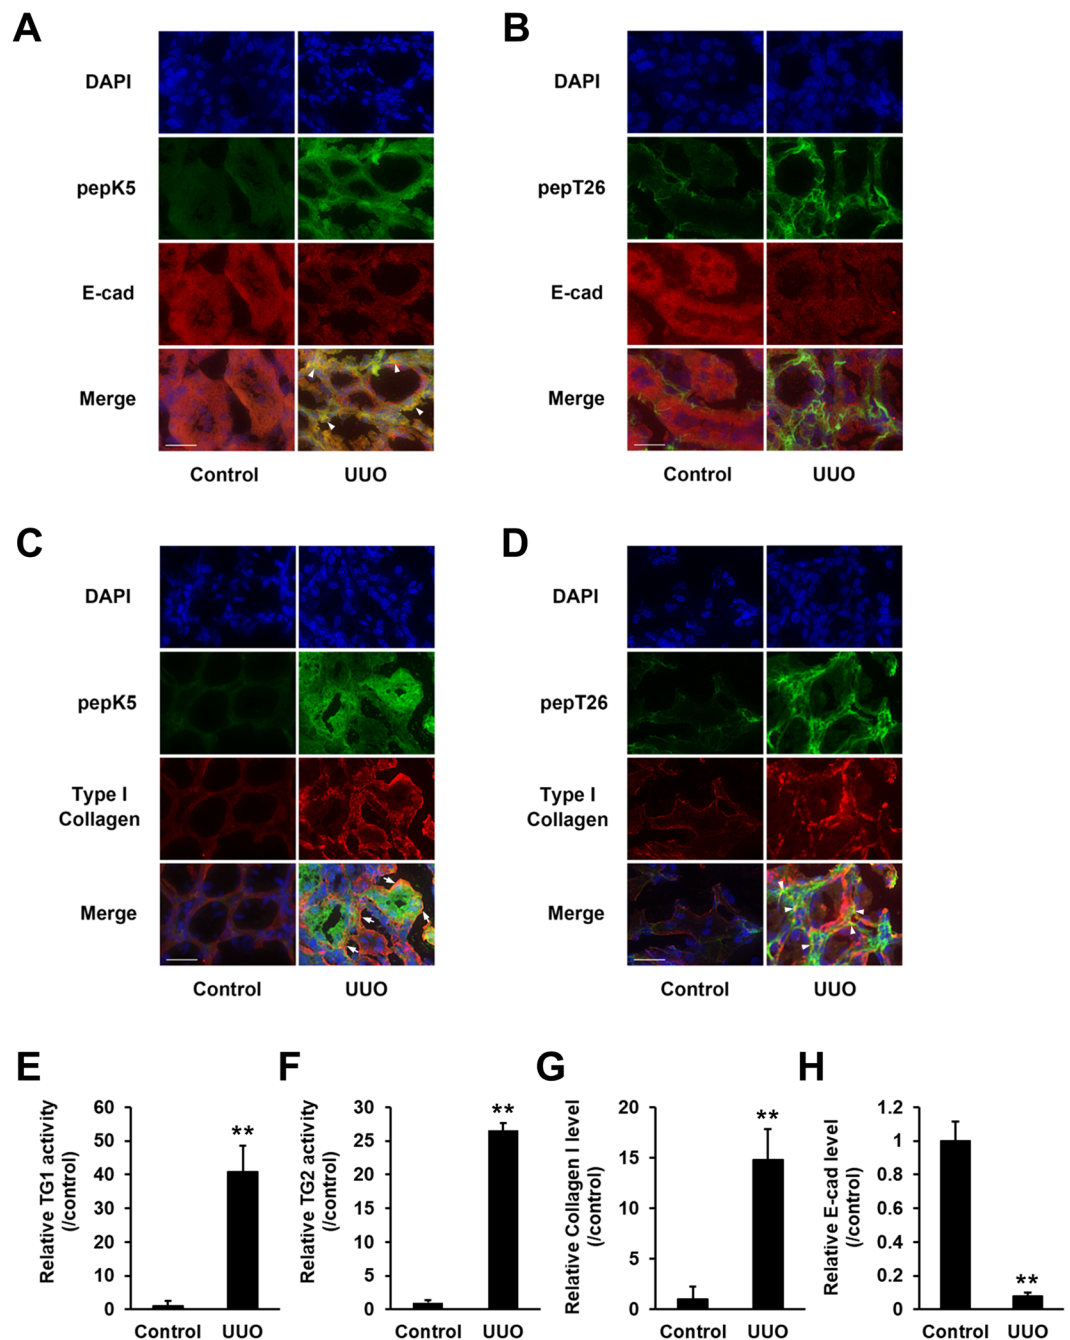 A
B
DAPI
DAPI
pepK5
pepT26
E-cad
E-cad
Merge
Merge
Control
UUO
Control
UUO
C
D
DAPI
DAPI
pepK5
pepT26
Type I
Collagen
Type I
Collagen
Merge
Merge
Control
UUO
Control
UUO
E
F
G
H
Relative TG1 activity
(/control)
60
50
40
30
20
10
0
**
Control
UUO
Relative TG2 activity
(/control)
30
25
20
15
10
5
0
**
Control
UUO
Relative Collagen I level
(/control)
20
15
10
5
0
**
Control
UUO
Relative E-cad level
(/control)
1.2
1
0.8
0.6
0.4
0.2
0
**
Control
UUO